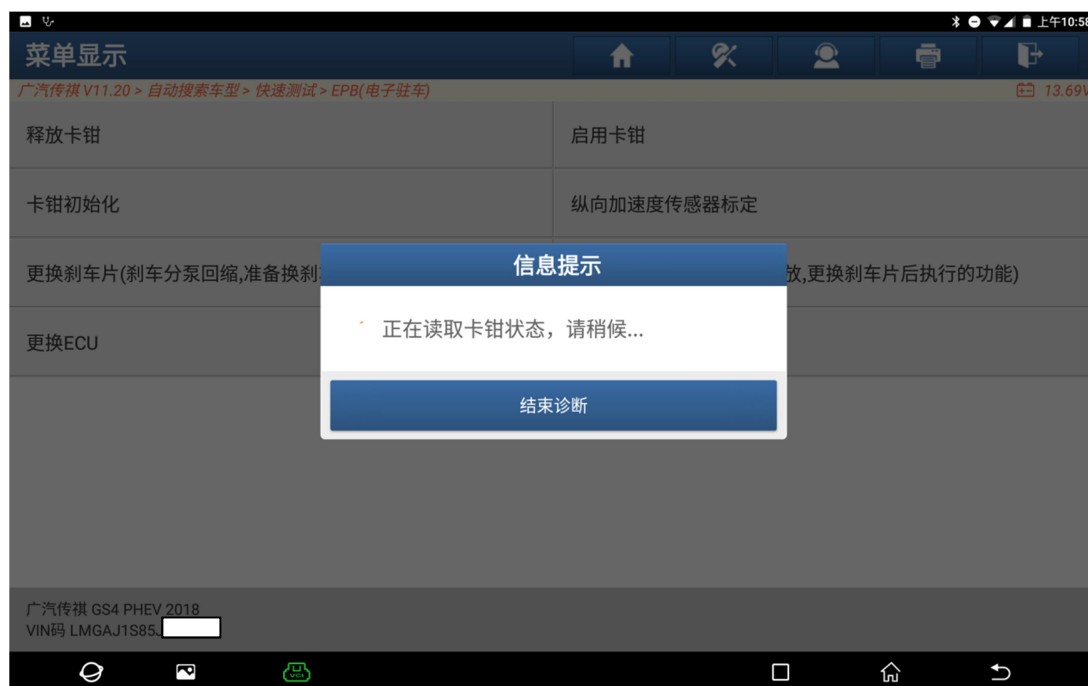 上午10:58
菜单显示
广汽传祺 V11.20 > 自动搜索车型 > 快速测试 > EPB(电子驻车)
13.69V
释放卡钳
启用卡钳
卡钳初始化
纵向加速度传感器标定
更换刹车片(刹车分泵回缩,准备换刹
放,更换刹车片后执行的功能)
信息提示
正在读取卡钳状态，请稍候...
更换ECU
结束诊断
广汽传祺 GS4 PHEV 2018
VIN码 LMGAJ1S85J
VCI